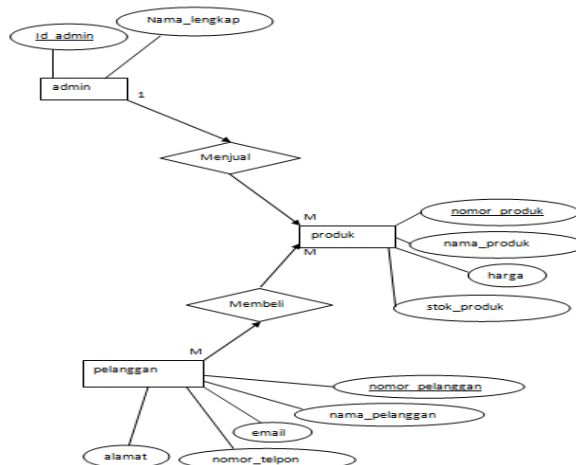 Nama_lengkap
Id_admin
admin
1
Menjual
M
produk
M
nomor_produk
nama_produk
harga
stok_produk
Membeli
M
pelanggan
nomor_pelanggan
nama_pelanggan
email
alamat
nomor_telpon